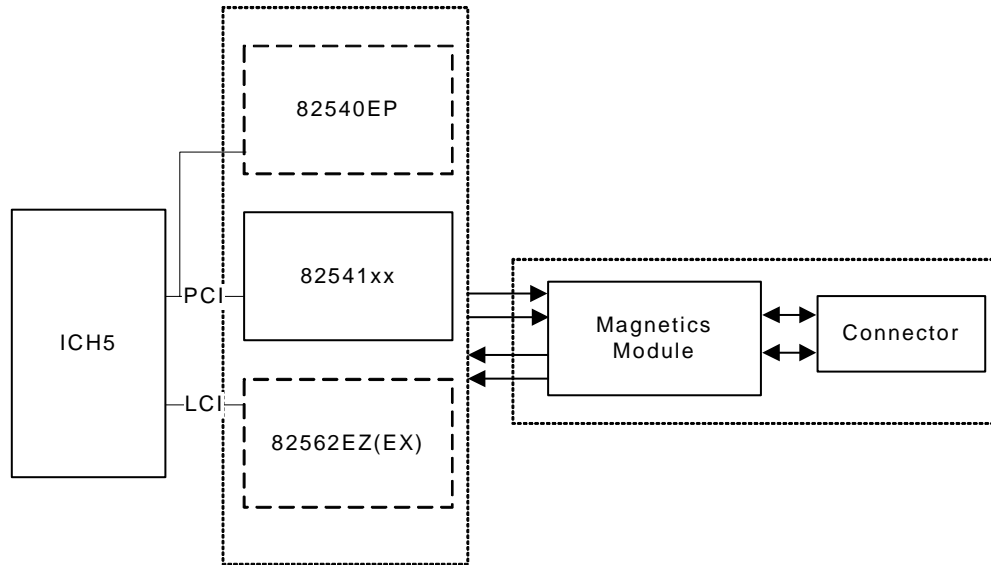 82540EP
82541xx
PCI
ICH5
Magnetics
Module
Connector
LCI
82562EZ(EX)